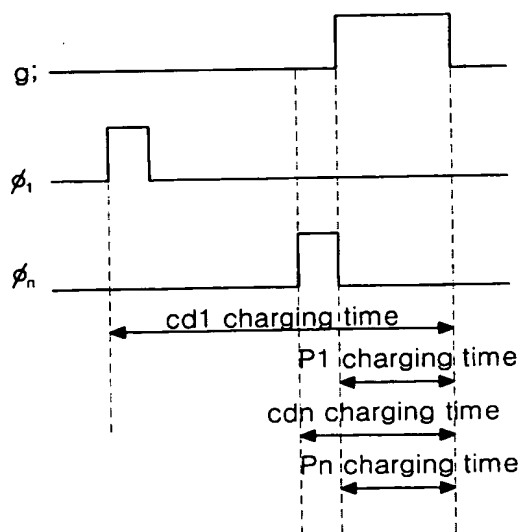 g;
ϕ₁
ϕₙ
cd1 charging time
P1 charging time
cdn charging time
Pn charging time